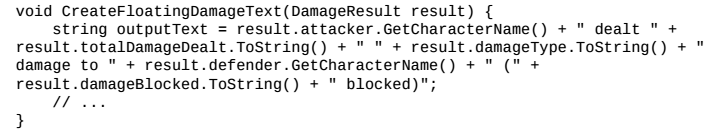 void CreateFloatingDamageText(DamageResult result) {
    string outputText = result.attacker.GetCharacterName() + " dealt " +
result.totalDamageDealt.ToString() + " " + result.damageType.ToString() + "
damage to " + result.defender.GetCharacterName() + " (" +
result.damageBlocked.ToString() + " blocked)";
    // ...
}